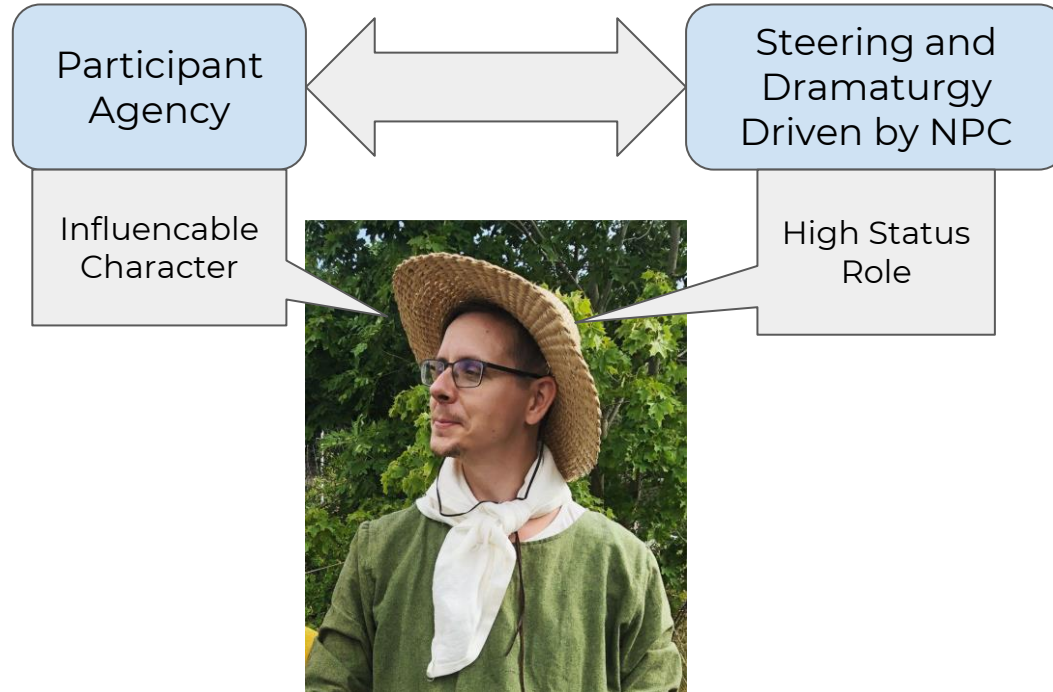 Participant
Agency
Steering and
Dramaturgy
Driven by NPC
Influencable
Character
High Status
Role